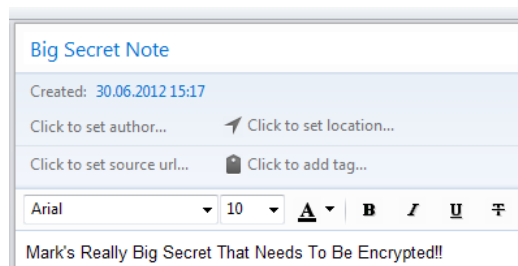 Big Secret Note
Created: 30.06.2012 15:17
Click to set author... Click to set location...
Click to set source url... Click to add tag...
Arial 10 A B I U T
Mark's Really Big Secret That Needs To Be Encrypted!!